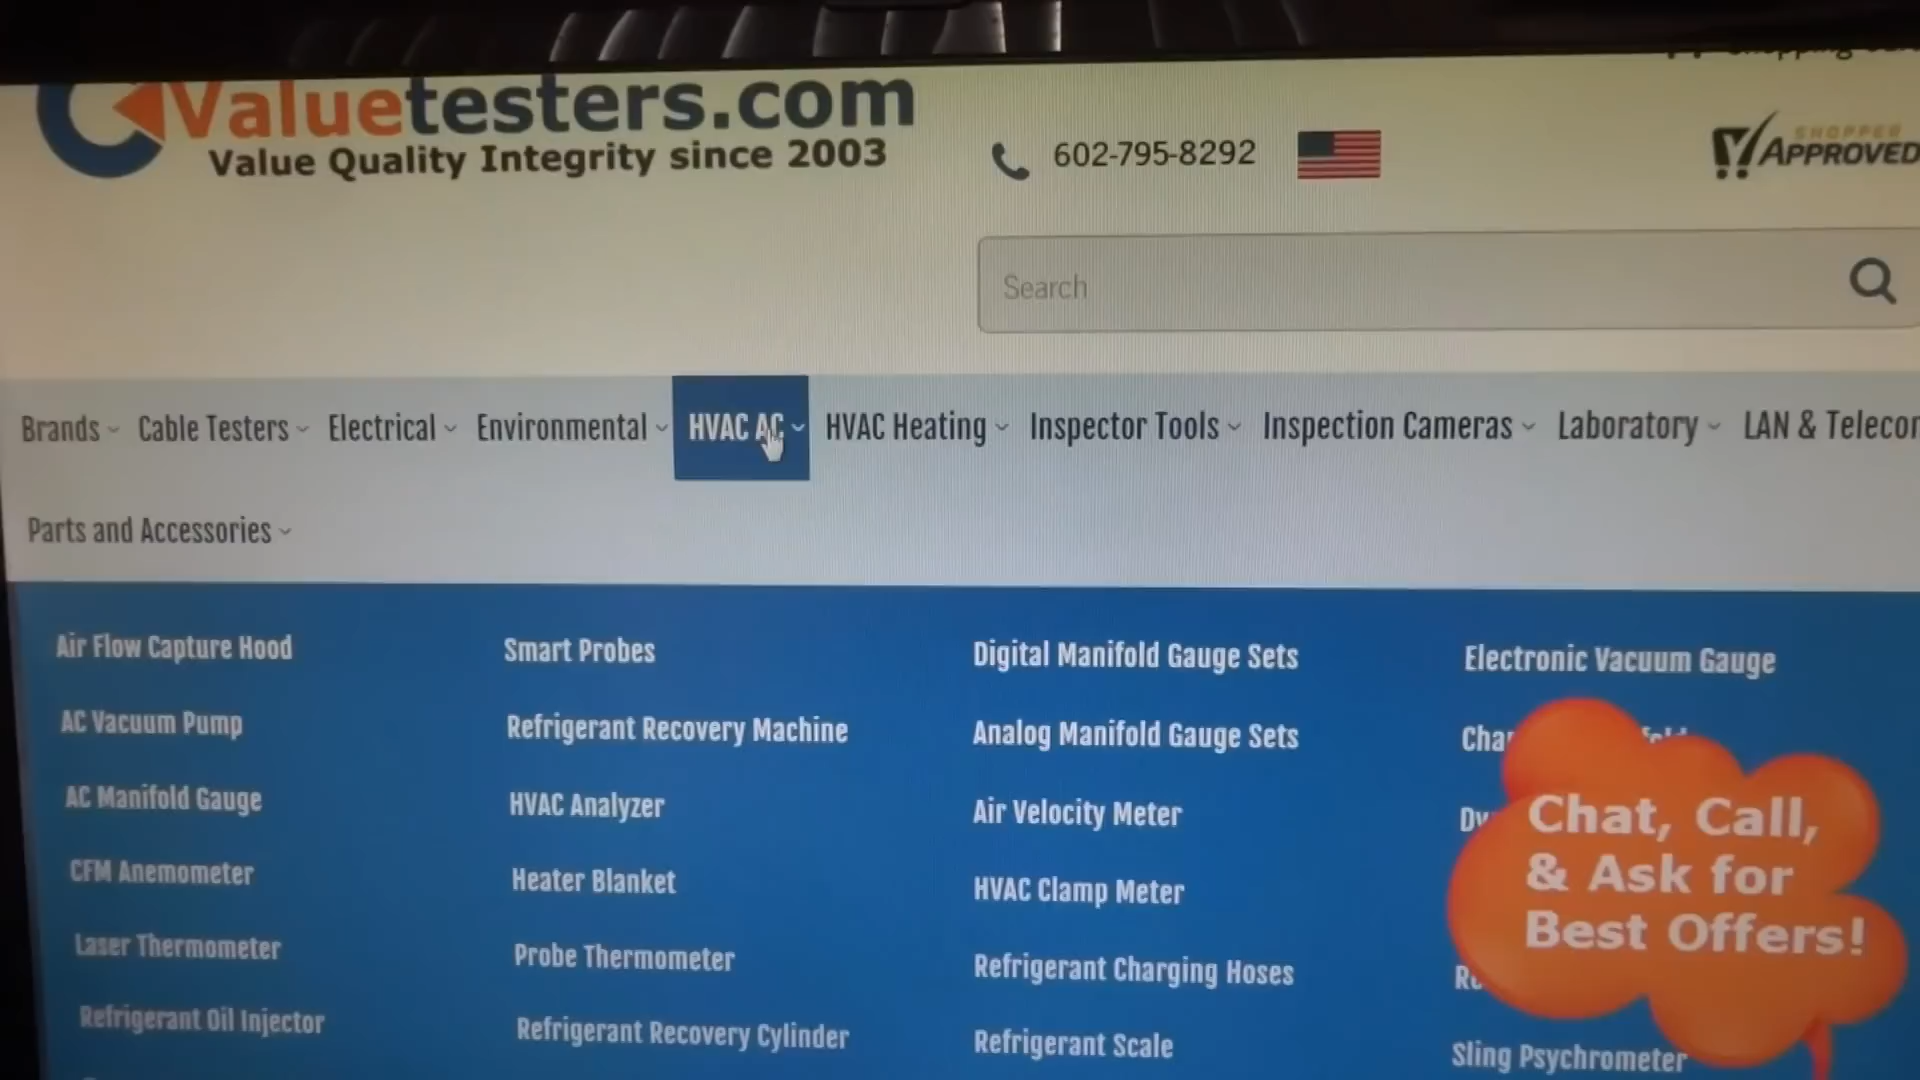 Valuetesters.com
Value Quality Integrity since 2003
602-795-8292
SHOPPER
APPROVED
Search
Brands Cable Testers Electrical Environmental HVAC AC HVAC Heating Inspector Tools Inspection Cameras Laboratory LAN &
Parts and Accessories
Air Flow Capture Hood
AC Vacuum Pump
AC Manifold Gauge
CFM Anemometer
Laser Thermometer
Refrigerant Oil Injector
Smart Probes
Refrigerant Recovery Machine
HVAC Analyzer
Heater Blanket
Probe Thermometer
Refrigerant Recovery Cylinder
Digital Manifold Gauge Sets
Analog Manifold Gauge Sets
Air Velocity Meter
HVAC Clamp Meter
Refrigerant Charging Hoses
Refrigerant Scale
Electronic Vacuum Gauge
Sling Psychrometer
Chat, Call,
& Ask for
Best Offers!